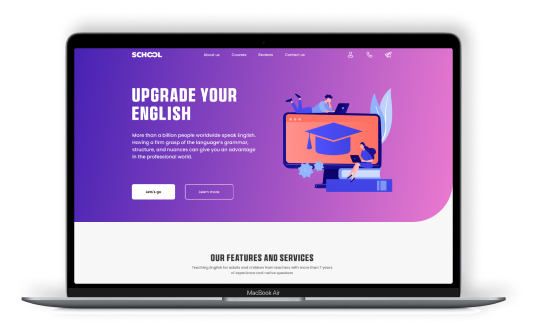 SCHOOL
About us Courses Reviews Contact us
UPGRADE YOUR
ENGLISH
More than a billion people worldwide speak English.
Having a firm grasp of the language's grammar,
structure, and nuances can give you an advantage
in the professional world.
Let's go Learn more
OUR FEATURES AND SERVICES
Teaching English for adults and children from teachers with more than 7 years
of experience and native speakers
MacBook Air